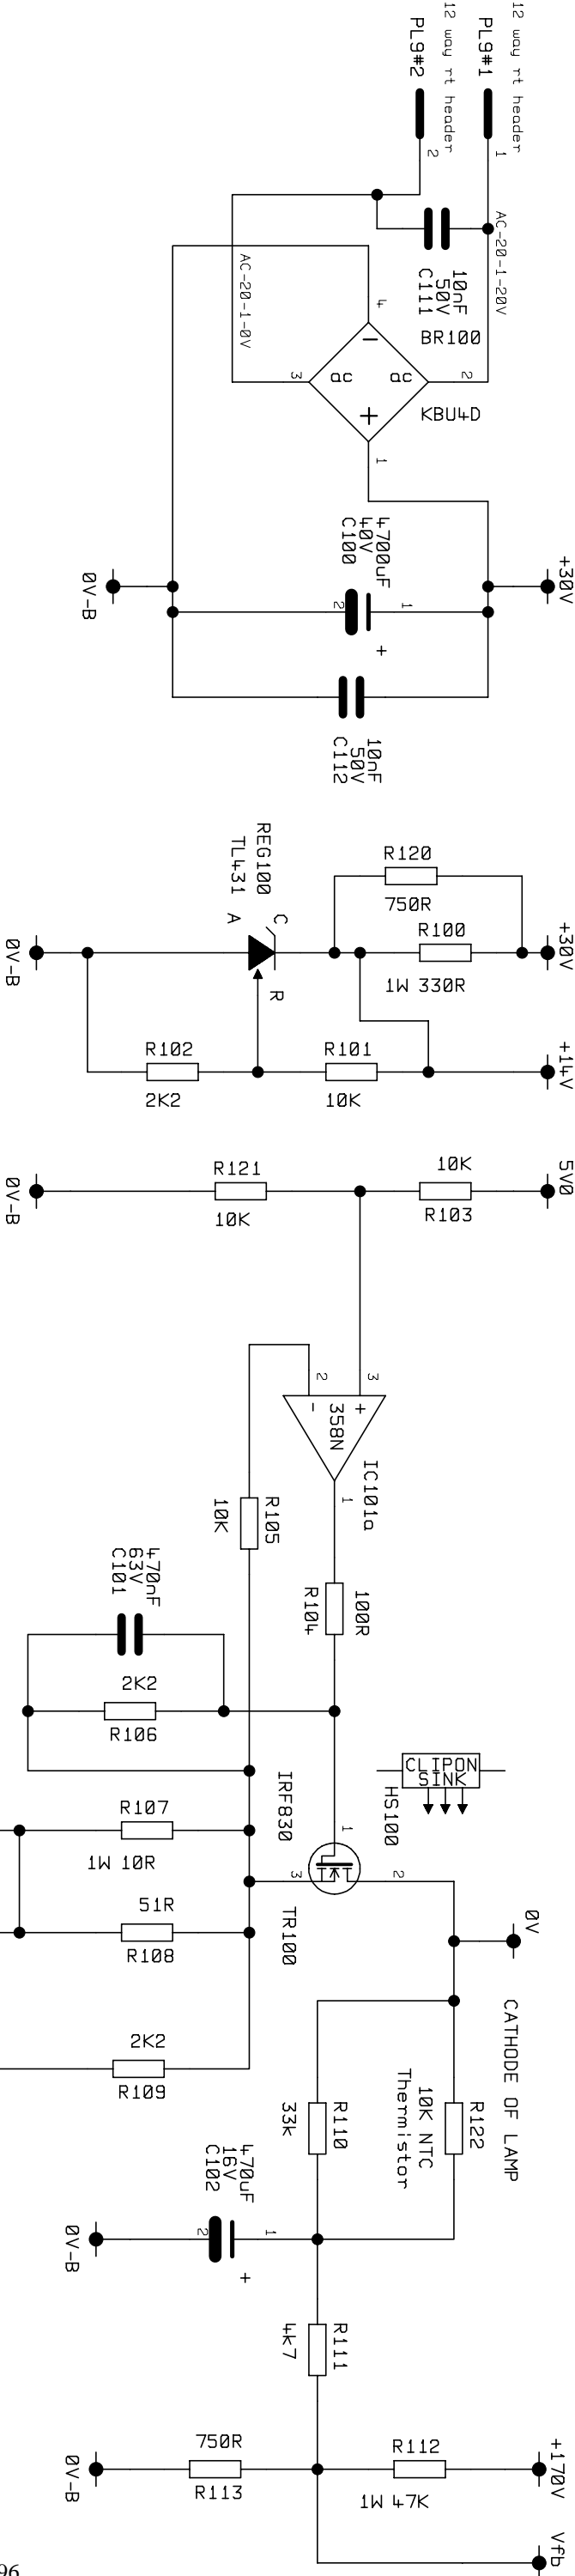 12 way rt header
PL9#1
12 way rt header
PL9#2
1
2
AC-20-1-20V
AC-20-1-0V
10nF
50V
C111
BR100
KBU4D
4
3
2
1
ac
ac
-
+
+30V
4700uF
40V
C100
1
2
+
0V-B
10nF
50V
C112
REG100
TL431
A
C
R
R120
750R
R100
1W 330R
+30V
+14V
0V-B
R102
2K2
R101
10K
5V0
10K
R103
R121
10K
0V-B
2
3
-
+
358N
IC101a
1
R105
10K
100R
R104
470nF
63V
C101
2K2
R106
CLIPON
SINK
HS100
IRF830
TR100
1
2
3
R107
1W 10R
51R
R108
2K2
R109
0V
CATHODE OF LAMP
R122
10K NTC
Thermistor
R110
33k
470uF
16V
C102
1
2
+
0V-B
R111
4k7
750R
R113
0V-B
R112
1W 47K
+170V
Vfb